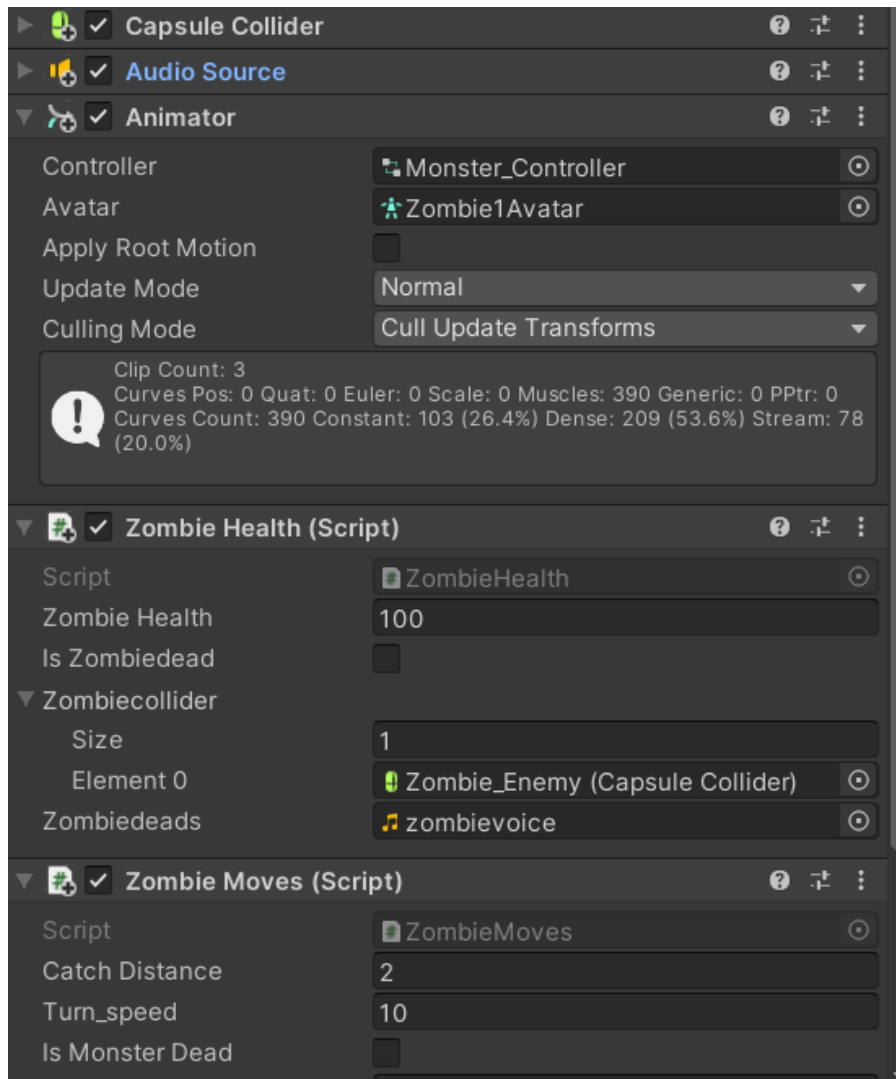 Capsule Collider
Audio Source
Animator
Controller Monster_Controller
Avatar Zombie1Avatar
Apply Root Motion
Update Mode Normal
Culling Mode Cull Update Transforms
Clip Count: 3
Curves Pos: 0 Quat: 0 Euler: 0 Scale: 0 Muscles: 390 Generic: 0 PPtr: 0
Curves Count: 390 Constant: 103 (26.4%) Dense: 209 (53.6%) Stream: 78
(20.0%)
Zombie Health (Script)
Script ZombieHealth
Zombie Health 100
Is Zombiedead
Zombiecollider
Size 1
Element 0 Zombie_Enemy (Capsule Collider)
Zombiedeads zombievoice
Zombie Moves (Script)
Script ZombieMoves
Catch Distance 2
Turn_speed 10
Is Monster Dead